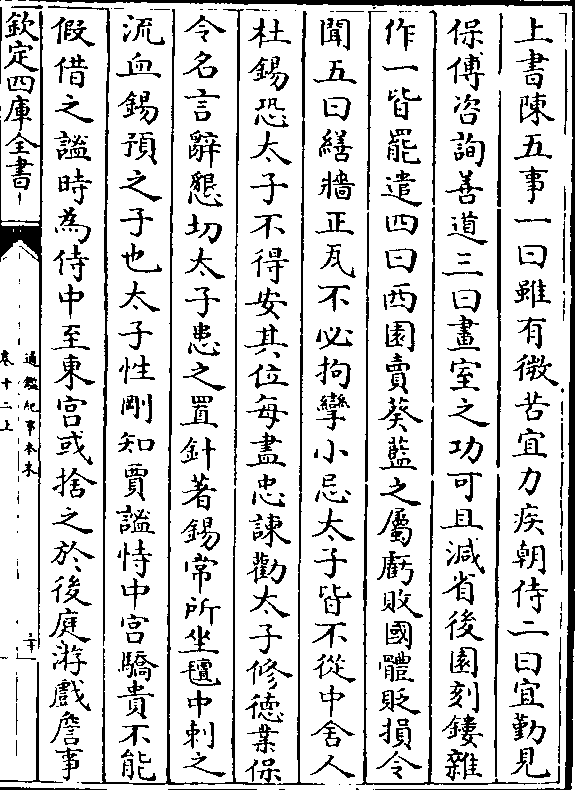 上書陳五事一曰雖有微苦宜力疾朝侍二曰宜勤見
保傅咨詢善道三曰畫室之功可且減省後園刻鏤雜
作一皆罷遣四曰西園賣葵藍之屬虧敗國體貶損令
聞五曰繕牆正瓦不必拘攣小忌太子皆不從中舍人
杜錫恐太子不得安其位每盡忠諫勸太子修德業保
令名言辭懇切太子患之置針著錫常所坐氊中刺之
流血錫預之子也太子性剛知賈謐恃中宮驕貴不能
假借之謐時為侍中至東宮或捨之於後庭游戲詹事
欽定四庫全書
通鑑紀事本末
卷十二上
二十